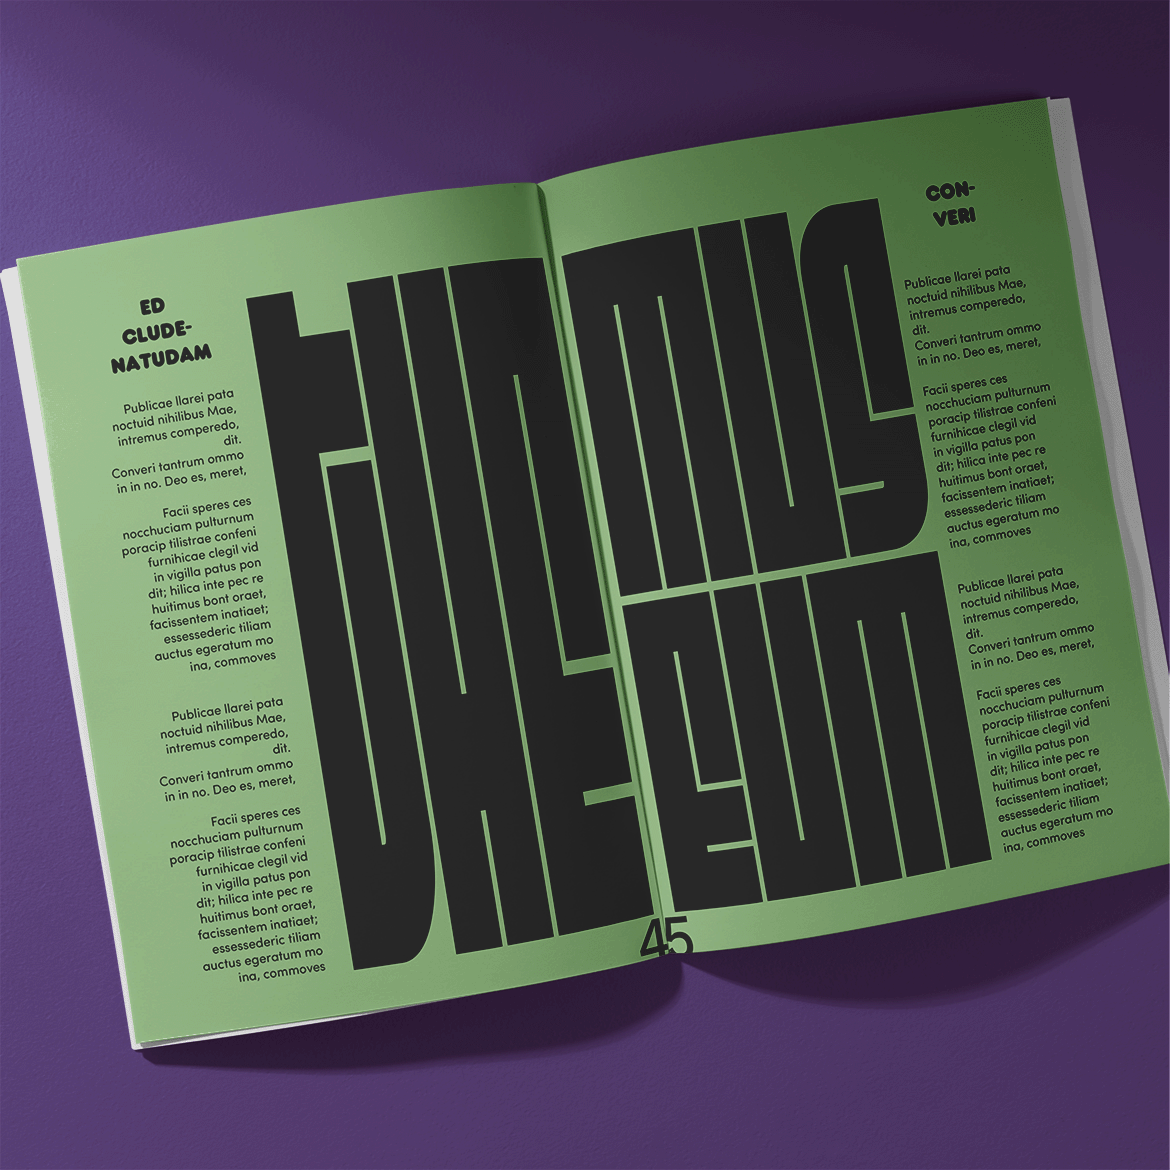 ED
CLUDE-
NATUDAM
Publicae llarei pata
noctuid nihilibus Mae,
intremus comperedo,
dit.
Converi tantrum ommo
in in no. Deo es, meret,
Facii speres ces
nocchuciam pulturnum
poracip tilistrae confeni
furnihicae clegil vid
in vigilla patus pon
dit; hilica inte pec re
huitimus bont oraet,
facissentem inatiaet;
essessederic tiliam
auctus egeratum mo
ina, commoves
Publicae llarei pata
noctuid nihilibus Mae,
intremus comperedo,
dit.
Converi tantrum ommo
in in no. Deo es, meret,
Facii speres ces
nocchuciam pulturnum
poracip tilistrae confeni
furnihicae clegil vid
in vigilla patus pon
dit; hilica inte pec re
huitimus bont oraet,
facissentem inatiaet;
essessederic tiliam
auctus egeratum mo
ina, commoves
mus
eum
45
CON-
VERI
Publicae llarei pata
noctuid nihilibus Mae,
intremus comperedo,
dit.
Converi tantrum ommo
in in no. Deo es, meret,
Facii speres ces
nocchuciam pulturnum
poracip tilistrae confeni
furnihicae clegil vid
in vigilla patus pon
dit; hilica inte pec re
huitimus bont oraet,
facissentem inatiaet;
essessederic tiliam
auctus egeratum mo
ina, commoves
Publicae llarei pata
noctuid nihilibus Mae,
intremus comperedo,
dit.
Converi tantrum ommo
in in no. Deo es, meret,
Facii speres ces
nocchuciam pulturnum
poracip tilistrae confeni
furnihicae clegil vid
in vigilla patus pon
dit; hilica inte pec re
huitimus bont oraet,
facissentem inatiaet;
essessederic tiliam
auctus egeratum mo
ina, commoves